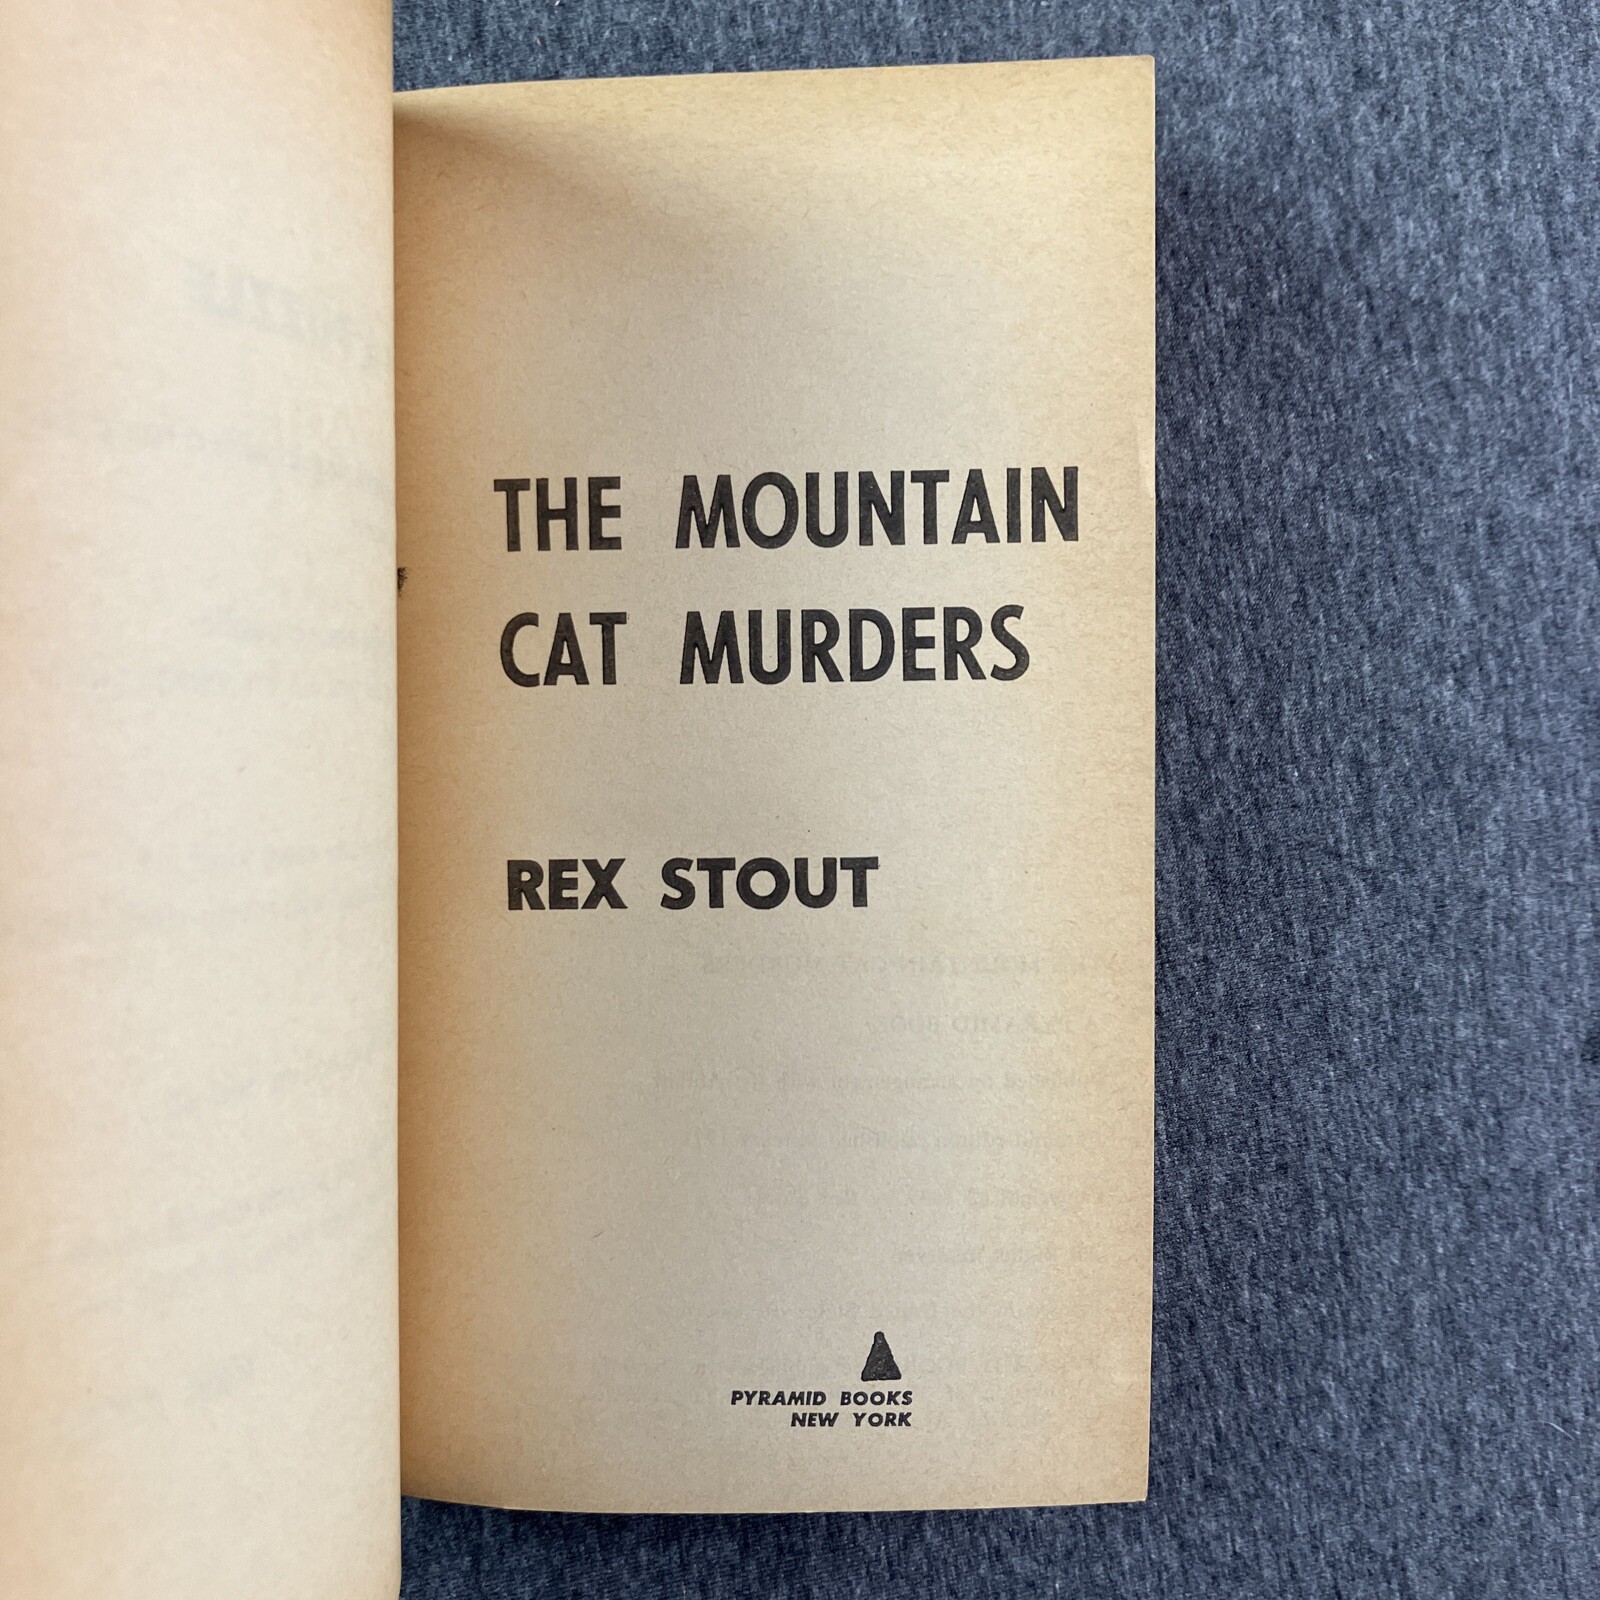 THE MOUNTAIN
CAT MURDERS
REX STOUT
PYRAMID BOOKS
NEW YORK